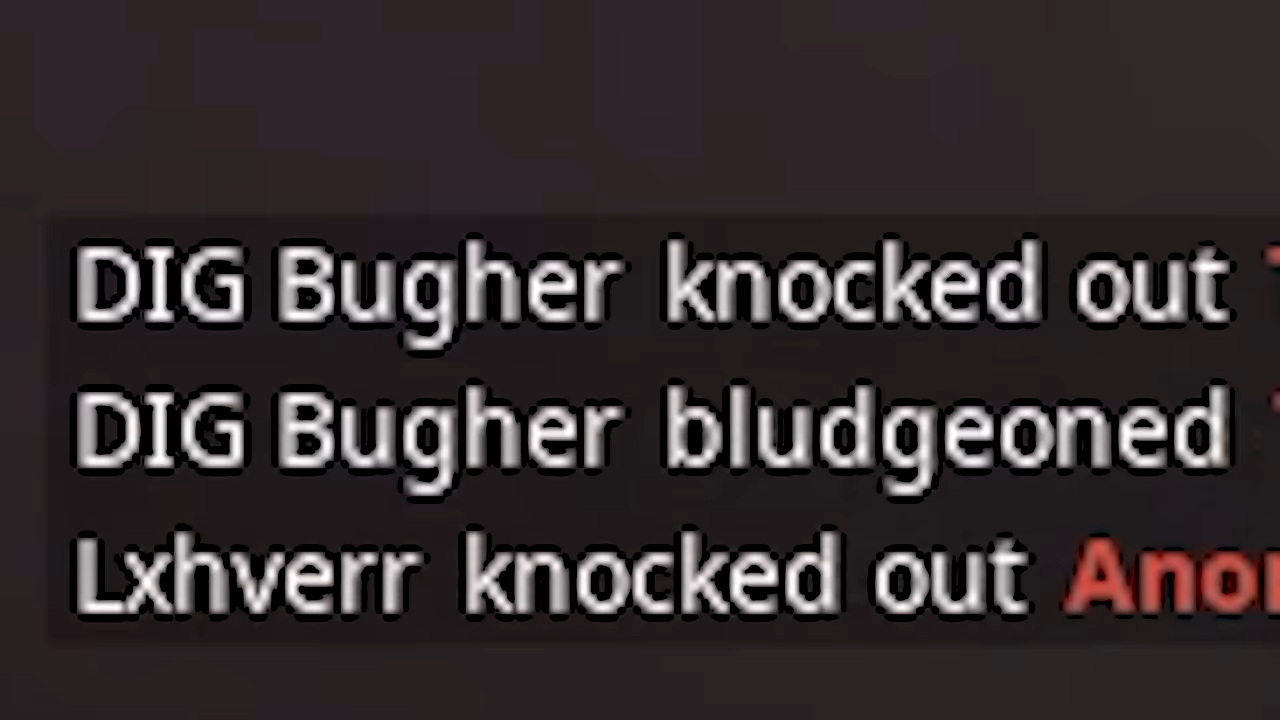 DIG Bugher knocked out
DIG Bugher bludgeoned
Lxhverr knocked out